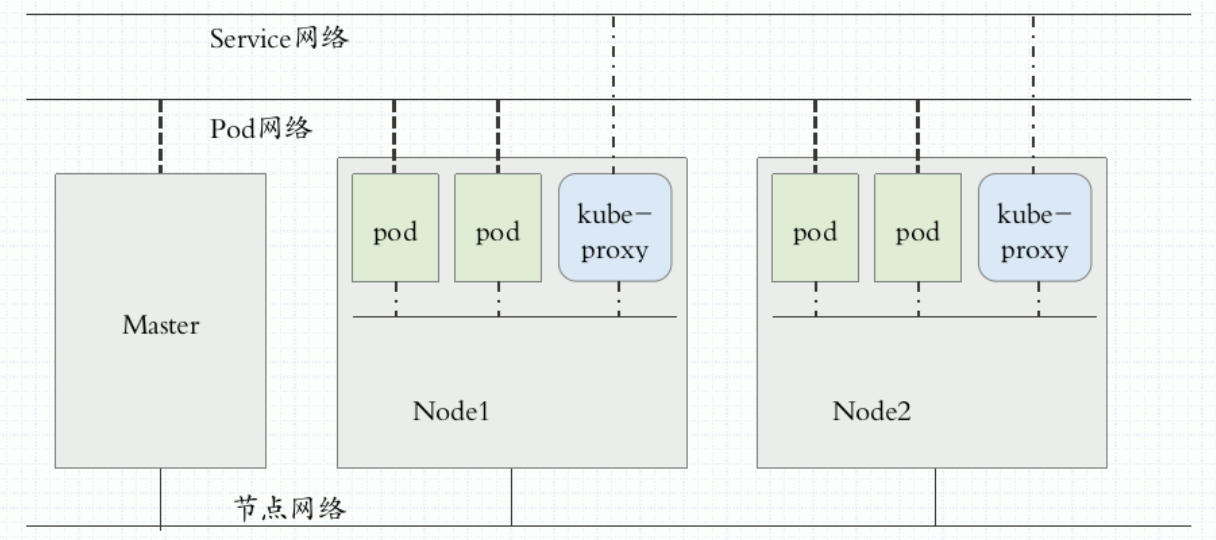 Service网络
Pod网络
pod
pod
kube-
proxy
pod
pod
kube-
proxy
Master
Node1
Node2
节点网络